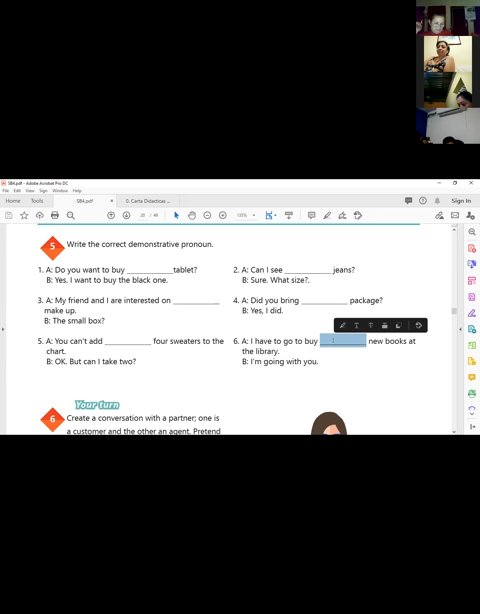 SB4.pdf - Adobe Acrobat Pro DC
File Edit View Sign Window Help
Home Tools SB4.pdf × 0. Carta Didacticas ... Sign In
5 Write the correct demonstrative pronoun.
1. A: Do you want to buy ____________tablet?
B: Yes. I want to buy the black one.
2. A: Can I see ____________ jeans?
B: Sure. What size?.
3. A: My friend and I are interested on ____________
make up.
B: The small box?
4. A: Did you bring ____________ package?
B: Yes, I did.
5. A: You can't add ____________ four sweaters to the
chart.
B: OK. But can I take two?
6. A: I have to go to buy ____________ new books at
the library.
B: I'm going with you.
Your turn
6 Create a conversation with a partner; one is
a customer and the other an agent. Pretend